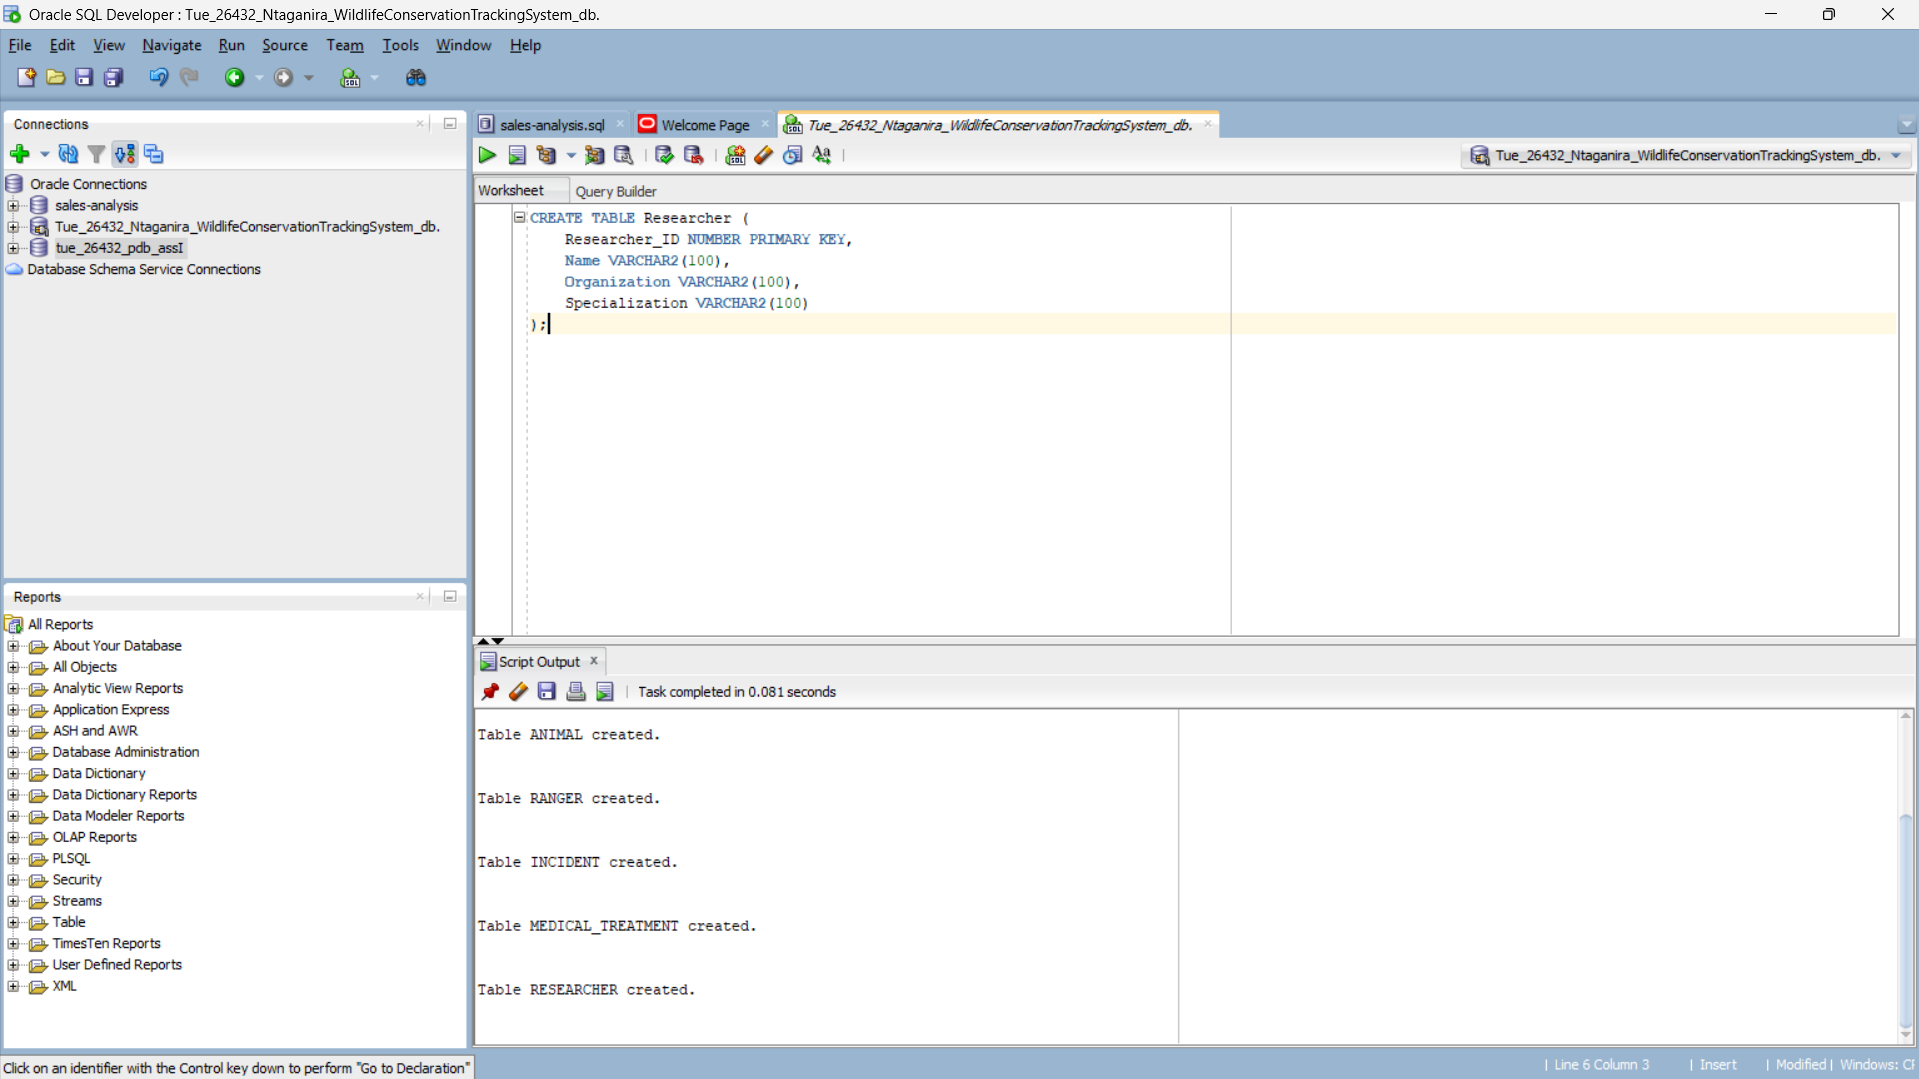 Oracle SQL Developer : Tue_26432_Ntaganira_WildlifeConservationTrackingSystem_db.
File Edit View Navigate Run Source Team Tools Window Help
Connections
Oracle Connections
sales-analysis
Tue_26432_Ntaganira_WildlifeConservationTrackingSystem_db.
tue_26432_pdb_assI
Database Schema Service Connections
Reports
All Reports
About Your Database
All Objects
Analytic View Reports
Application Express
ASH and AWR
Database Administration
Data Dictionary
Data Dictionary Reports
Data Modeler Reports
OLAP Reports
PLSQL
Security
Streams
Table
TimesTen Reports
User Defined Reports
XML
sales-analysis.sql Welcome Page Tue_26432_Ntaganira_WildlifeConservationTrackingSystem_db.
Tue_26432_Ntaganira_WildlifeConservationTrackingSystem_db.
Worksheet Query Builder
CREATE TABLE Researcher (
Researcher_ID NUMBER PRIMARY KEY,
Name VARCHAR2(100),
Organization VARCHAR2(100),
Specialization VARCHAR2(100)
);
Script Output
Task completed in 0.081 seconds
Table ANIMAL created.
Table RANGER created.
Table INCIDENT created.
Table MEDICAL_TREATMENT created.
Table RESEARCHER created.
Click on an identifier with the Control key down to perform "Go to Declaration"
Line 6 Column 3 | Insert | Modified | Windows: